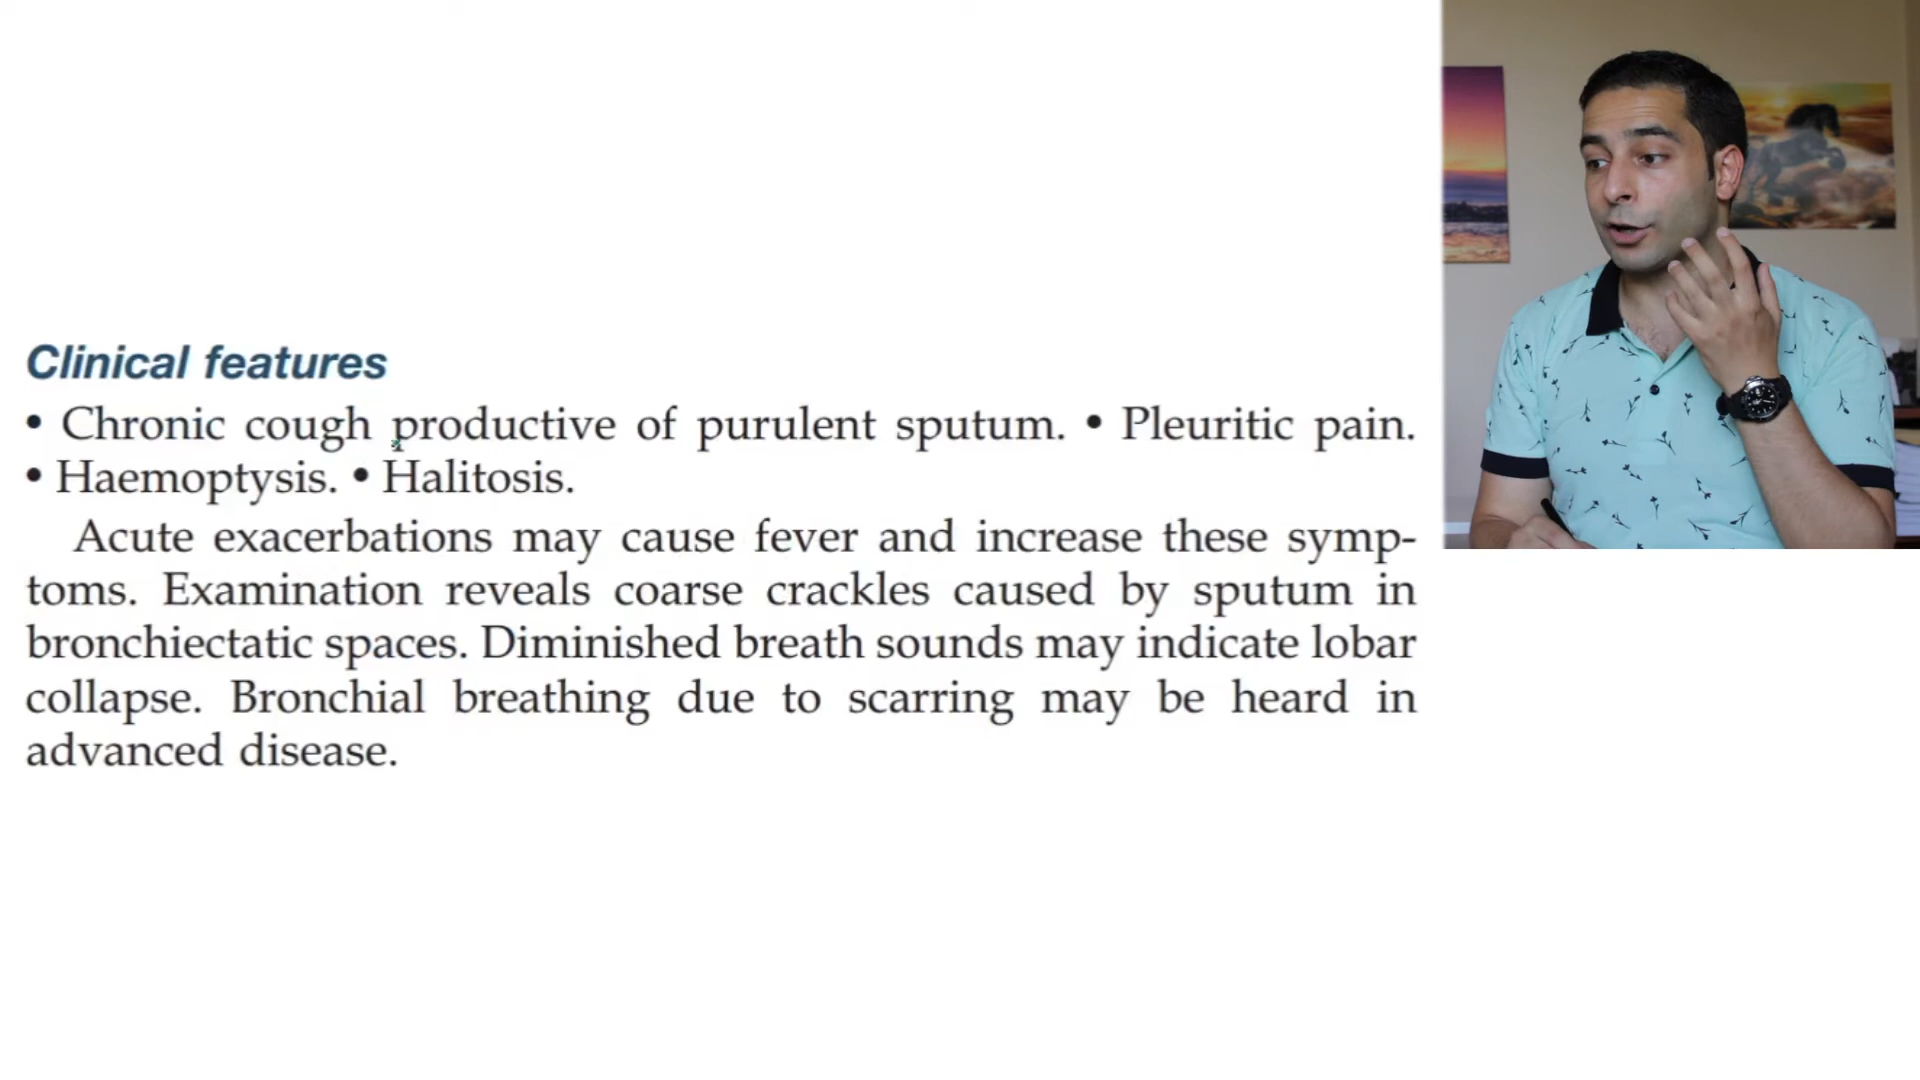 Clinical features
• Chronic cough productive of purulent sputum. • Pleuritic pain.
• Haemoptysis. • Halitosis.
Acute exacerbations may cause fever and increase these symp-
toms. Examination reveals coarse crackles caused by sputum in
bronchiectatic spaces. Diminished breath sounds may indicate lobar
collapse. Bronchial breathing due to scarring may be heard in
advanced disease.